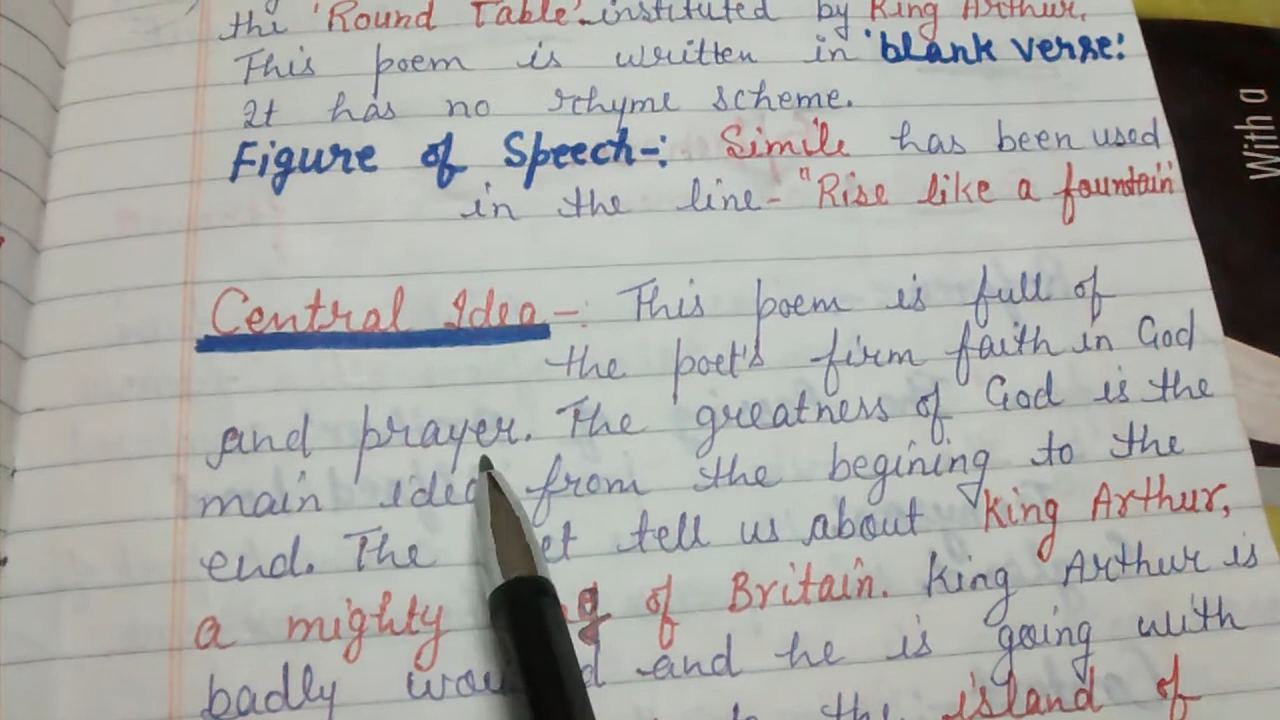 the 'Round Table' instituted by King Arthur.
This poem is written in 'blank verse:
It has no rhyme scheme.
Figure of Speech-: Simile has been used
in the line- "Rise like a fountain"
Central Idea -: This poem is full of
the poet's firm faith in God
and prayer. The greatness of God is the
main idea from the begining to the
end. The et tell us about King Arthur,
a mighty g of Britain. King Arthur is
badly wou d and he is going with
the island of
With a